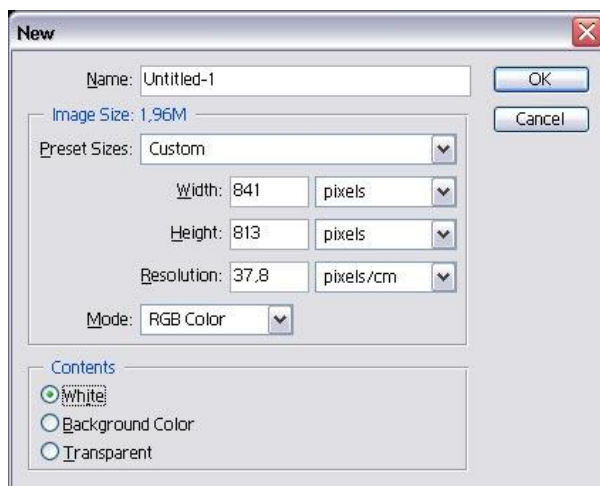 New
Name: Untitled-1
OK
Image Size: 1,96M
Cancel
Preset Sizes: Custom
Width: 841 pixels
Height: 813 pixels
Resolution: 37,8 pixels/cm
Mode: RGB Color
Contents
White
Background Color
Transparent